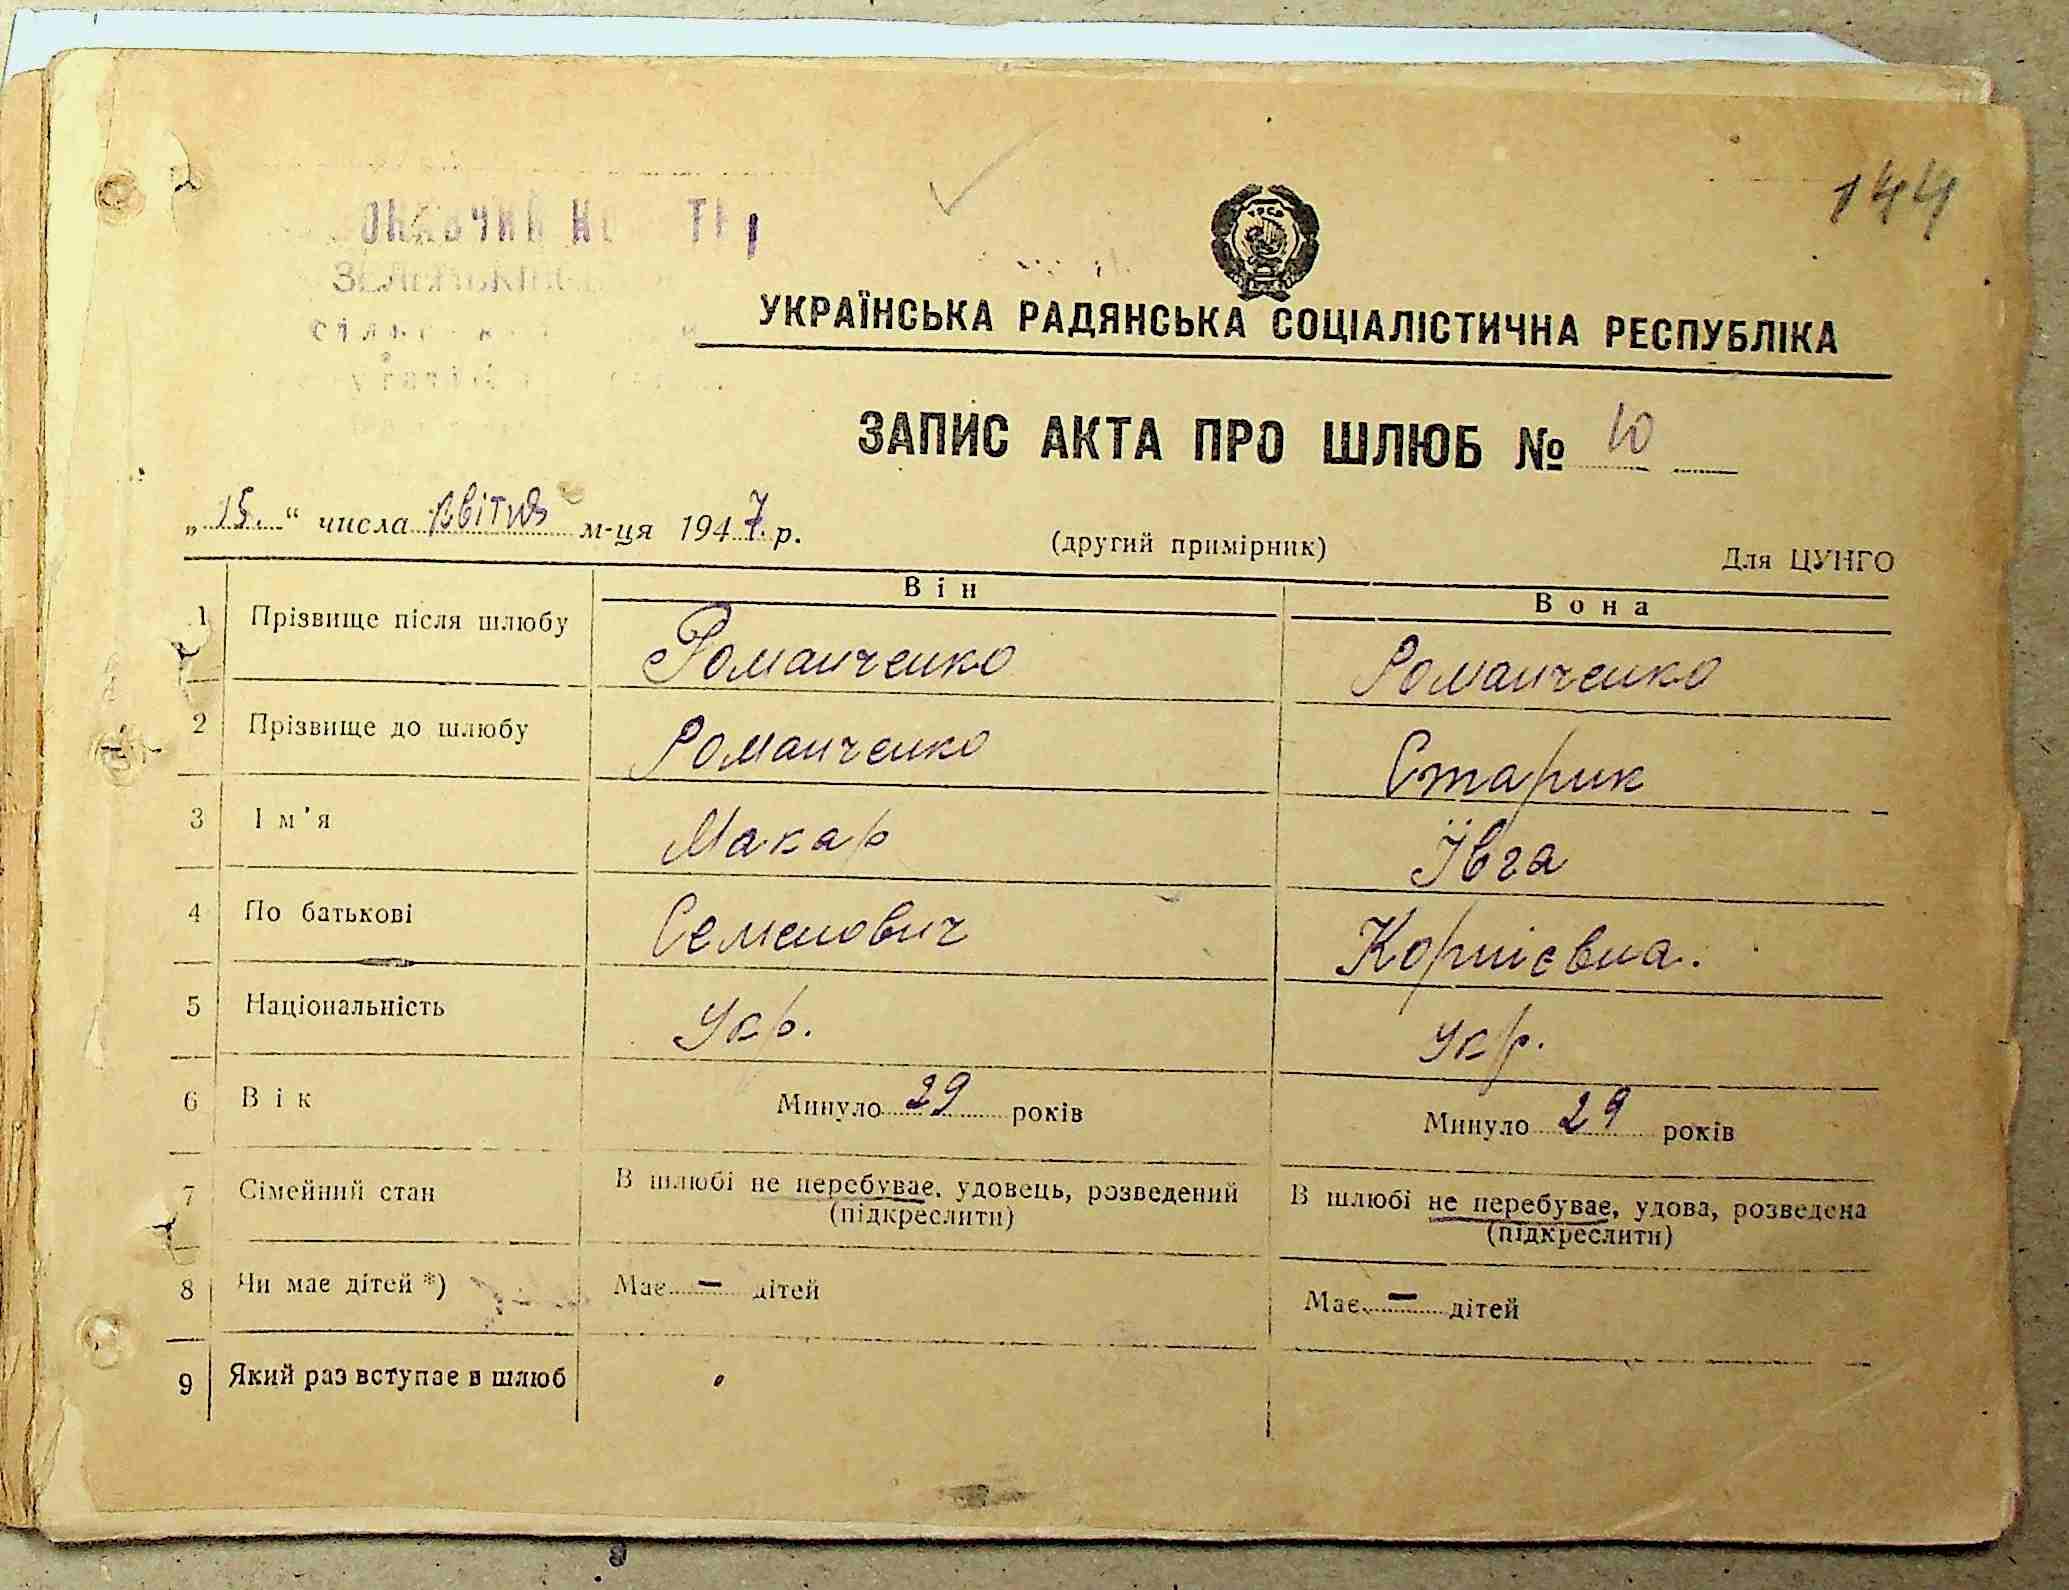 144
УКРАЇНСЬКА РАДЯНСЬКА СОЦІАЛІСТИЧНА РЕСПУБЛІКА
ЗАПИС АКТА ПРО ШЛЮБ № 10
„15.“ числа квітня м-ця 1947 р.
(другий примірник)
Для ЦУНГО
Він
Вона
1 Прізвище після шлюбу Романченко Романченко
2 Прізвище до шлюбу Романченко Старик
3 Ім'я Макар Ївга
4 По батькові Семенович Корнієвна.
5 Національність Укр. Укр.
6 Вік Минуло 29 років Минуло 29 років
7 Сімейний стан В шлюбі не перебуває, удовець, розведений В шлюбі не перебуває, удова, розведена
(підкреслити) (підкреслити)
8 Чи має дітей *) Має — дітей Має — дітей
9 Який раз вступає в шлюб